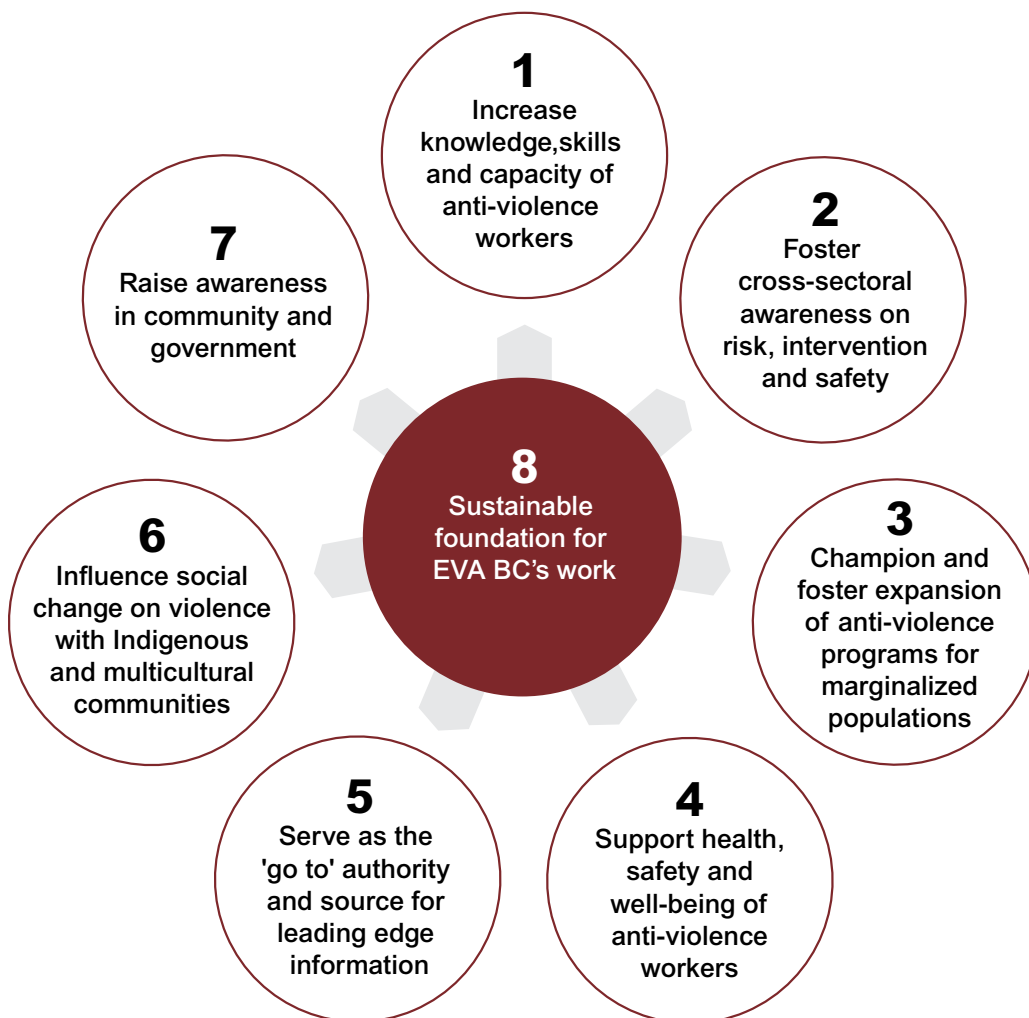 1
Increase
knowledge,skills
and capacity of
anti-violence
workers
2
Foster
cross-sectoral
awareness on
risk, intervention
and safety
3
Champion and
foster expansion
of anti-violence
programs for
marginalized
populations
4
Support health,
safety and
well-being of
anti-violence
workers
5
Serve as the
'go to' authority
and source for
leading edge
information
6
Influence social
change on violence
with Indigenous
and multicultural
communities
7
Raise awareness
in community and
government
8
Sustainable
foundation for
EVA BC’s work